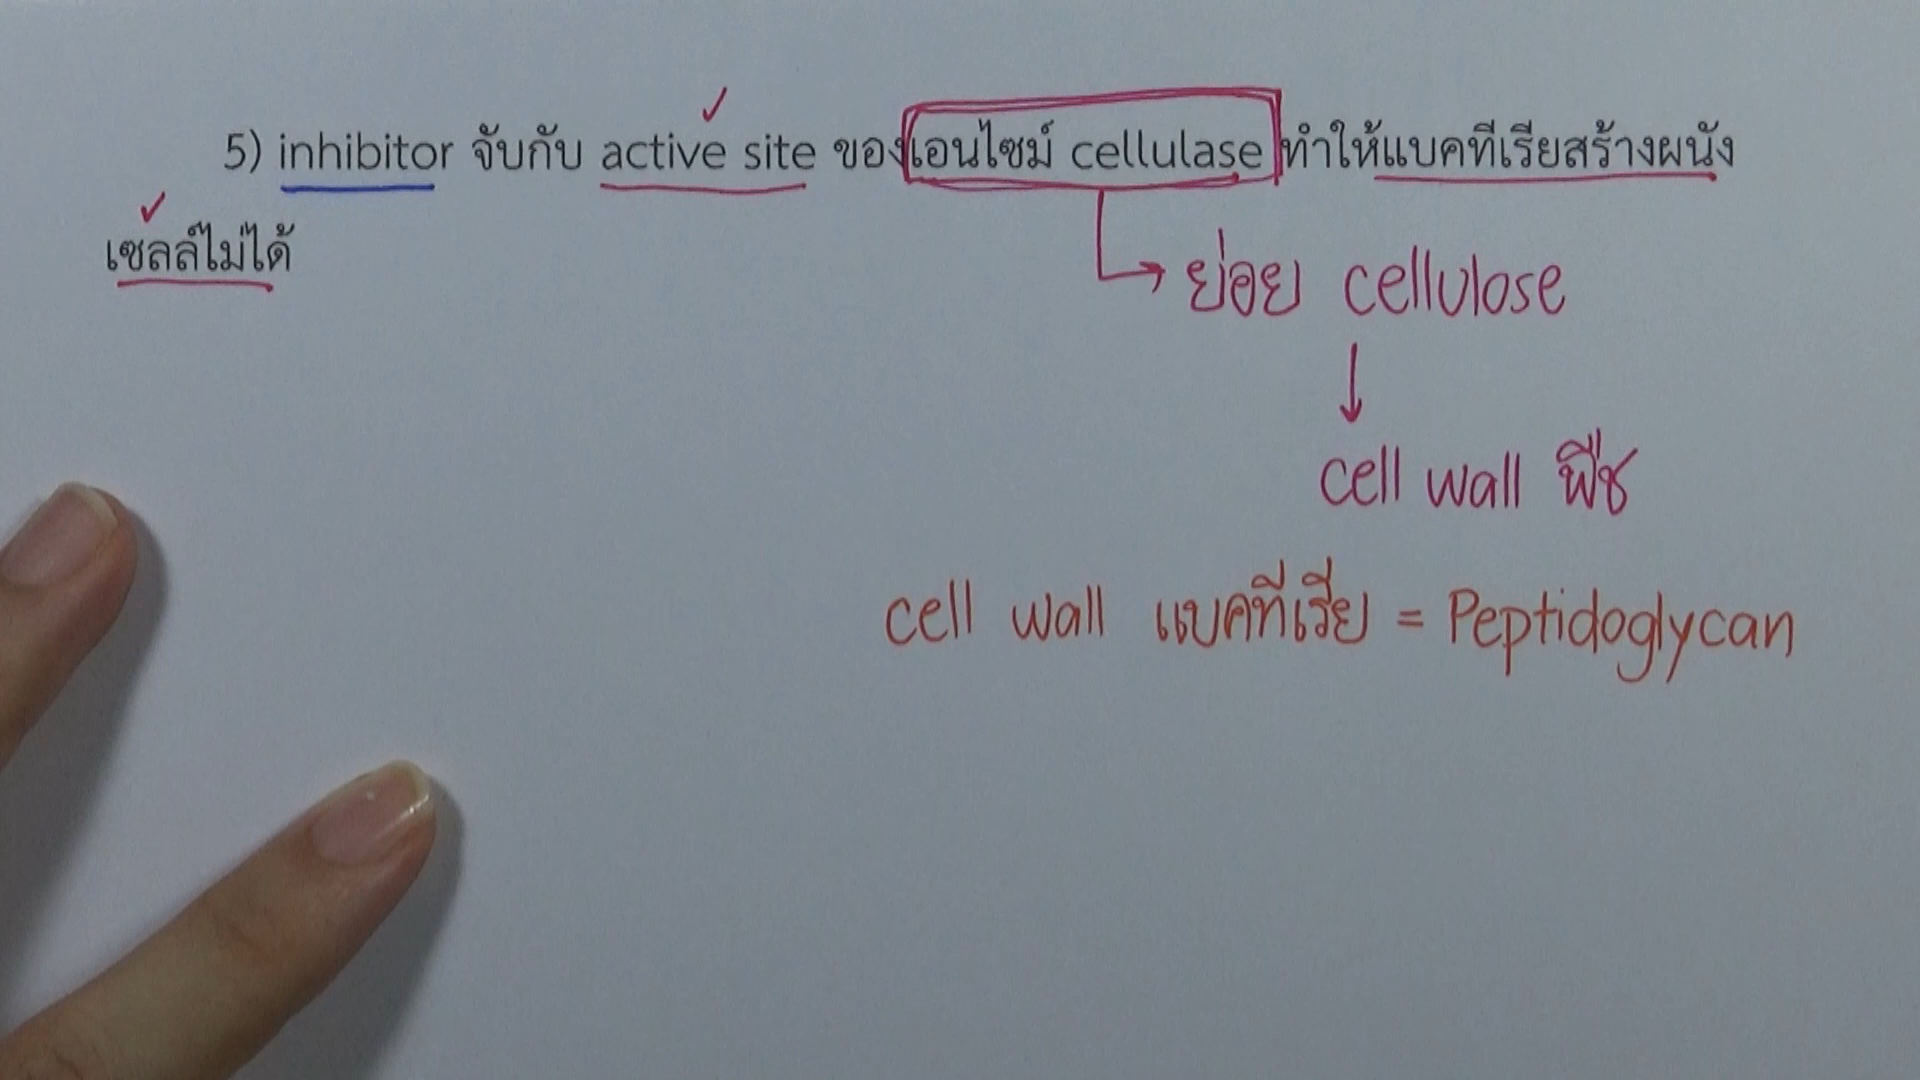 5) inhibitor จับกับ active site ของเอนไซม์ cellulase ทำให้แบคทีเรียสร้างผนัง
เซลล์ไม่ได้
ย่อย cellulose
cell wall พืช
cell wall แบคทีเรีย = Peptidoglycan